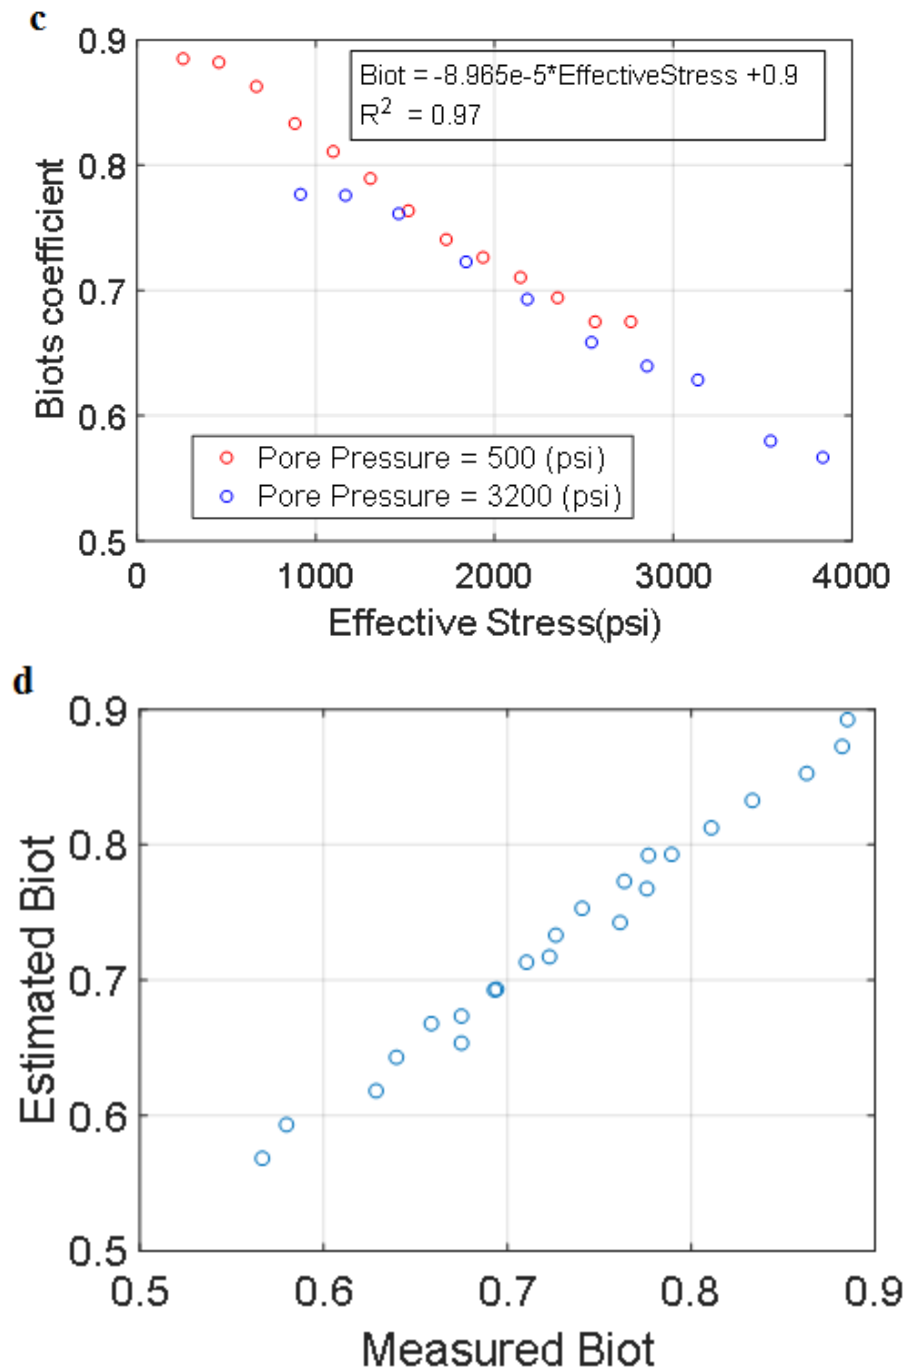 c
0.9
Biot = -8.965e-5*EffectiveStress +0.9
R² = 0.97
0.8
Biots coefficient
0.7
0.6
Pore Pressure = 500 (psi)
Pore Pressure = 3200 (psi)
0.5
0 1000 2000 3000 4000
Effective Stress(psi)
d
0.9
0.8
Estimated Biot
0.7
0.6
0.5
0.5 0.6 0.7 0.8 0.9
Measured Biot